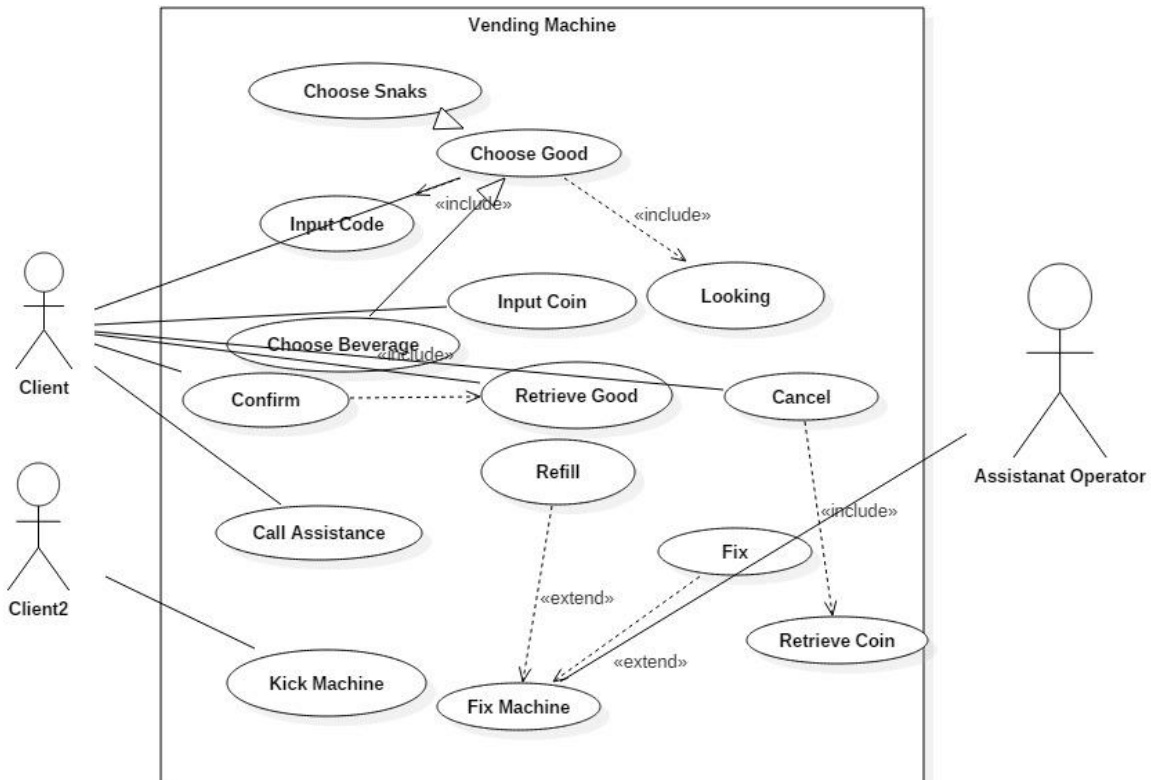 Vending Machine
Choose Snaks
Choose Good
«include»
«include»
Input Code
Looking
Input Coin
Choose Beverage
«include»
Client
Confirm
Retrieve Good
Cancel
Refill
Assistanat Operator
«include»
Call Assistance
Fix
Client2
«extend»
Retrieve Coin
«extend»
Kick Machine
Fix Machine